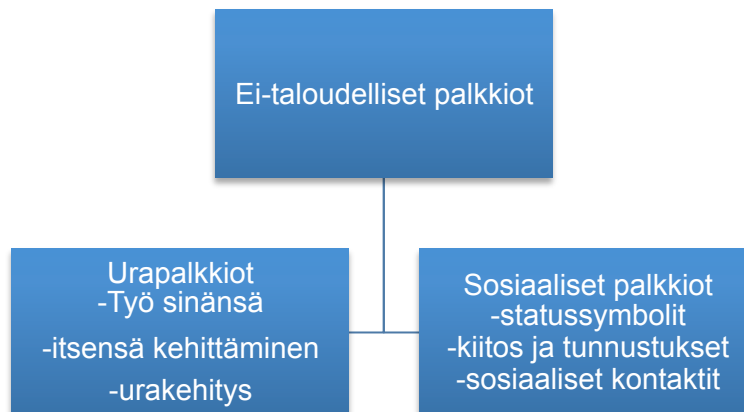 Ei-taloudelliset palkkiot
Urapalkkiot
-Työ sinänsä
-itsensä kehittäminen
-urakehitys
Sosiaaliset palkkiot
-statussymbolit
-kiitos ja tunnustukset
-sosiaaliset kontaktit